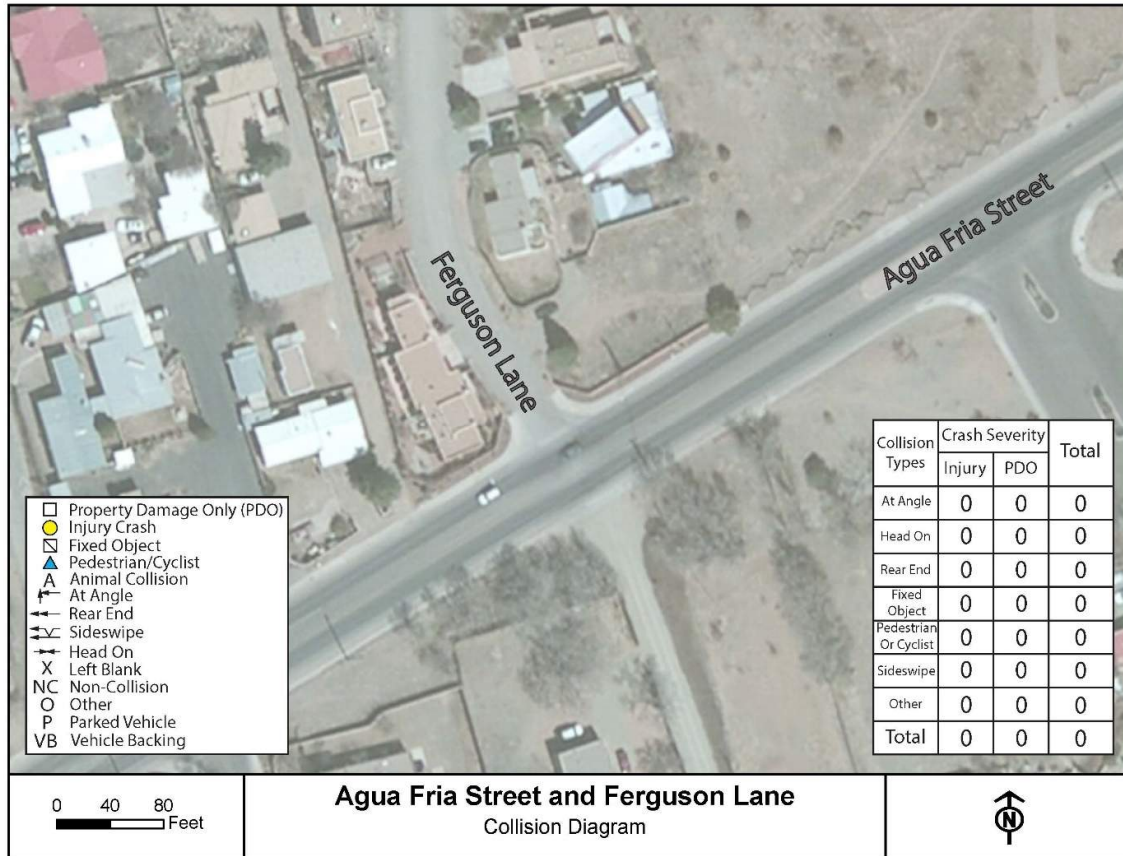 Ferguson Lane
Agua Fria Street
Property Damage Only (PDO)
Injury Crash
Fixed Object
Pedestrian/Cyclist
A Animal Collision
At Angle
Rear End
Sideswipe
Head On
X Left Blank
NC Non-Collision
O Other
P Parked Vehicle
VB Vehicle Backing
Collision Types Crash Severity Total
Injury PDO
At Angle 0 0 0
Head On 0 0 0
Rear End 0 0 0
Fixed Object 0 0 0
Pedestrian Or Cyclist 0 0 0
Sideswipe 0 0 0
Other 0 0 0
Total 0 0 0
0 40 80
Feet
Agua Fria Street and Ferguson Lane
Collision Diagram
N